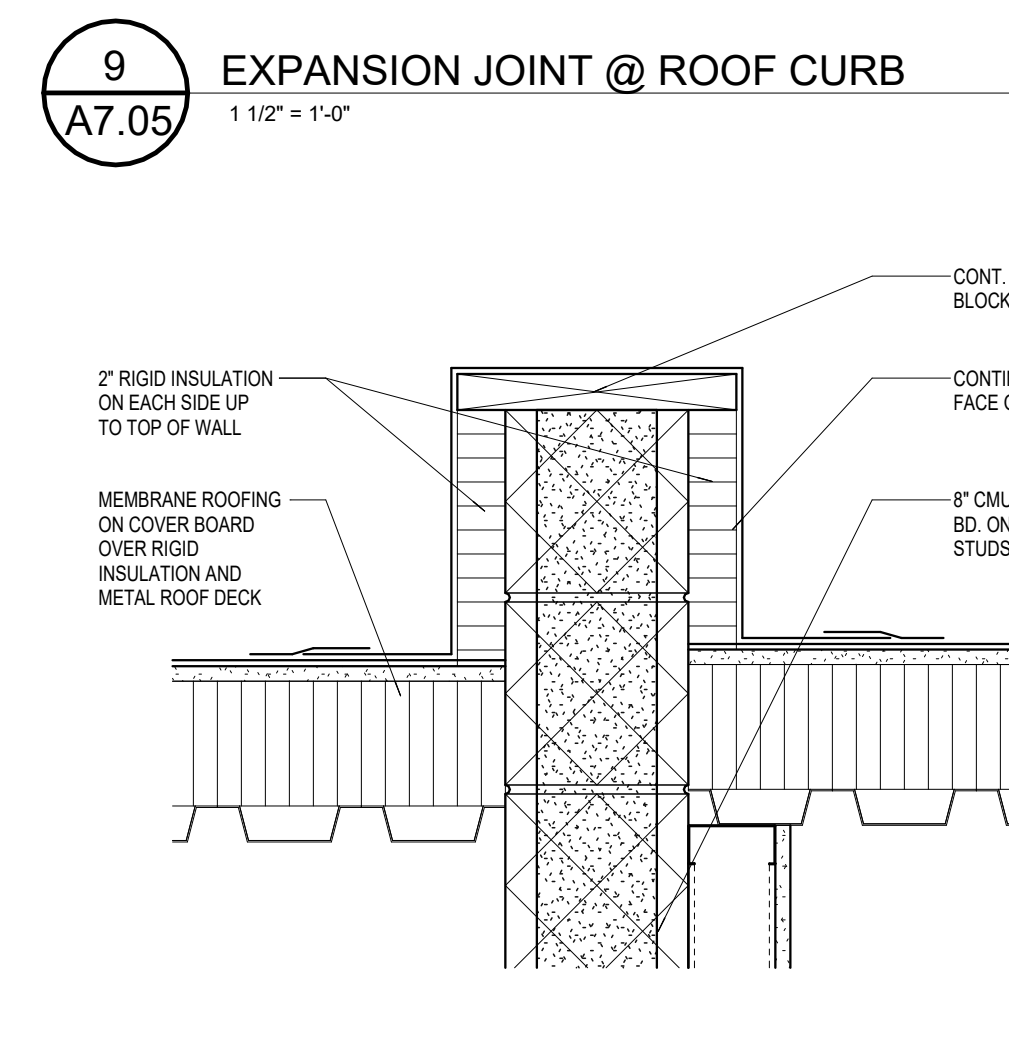 9
A7.05
EXPANSION JOINT @ ROOF CURB
1 1/2" = 1'-0"
2" RIGID INSULATION
ON EACH SIDE UP
TO TOP OF WALL
MEMBRANE ROOFING
ON COVER BOARD
OVER RIGID
INSULATION AND
METAL ROOF DECK
CONT.
BLOCK
FACE
8" CMU
BD. ON
STUDS